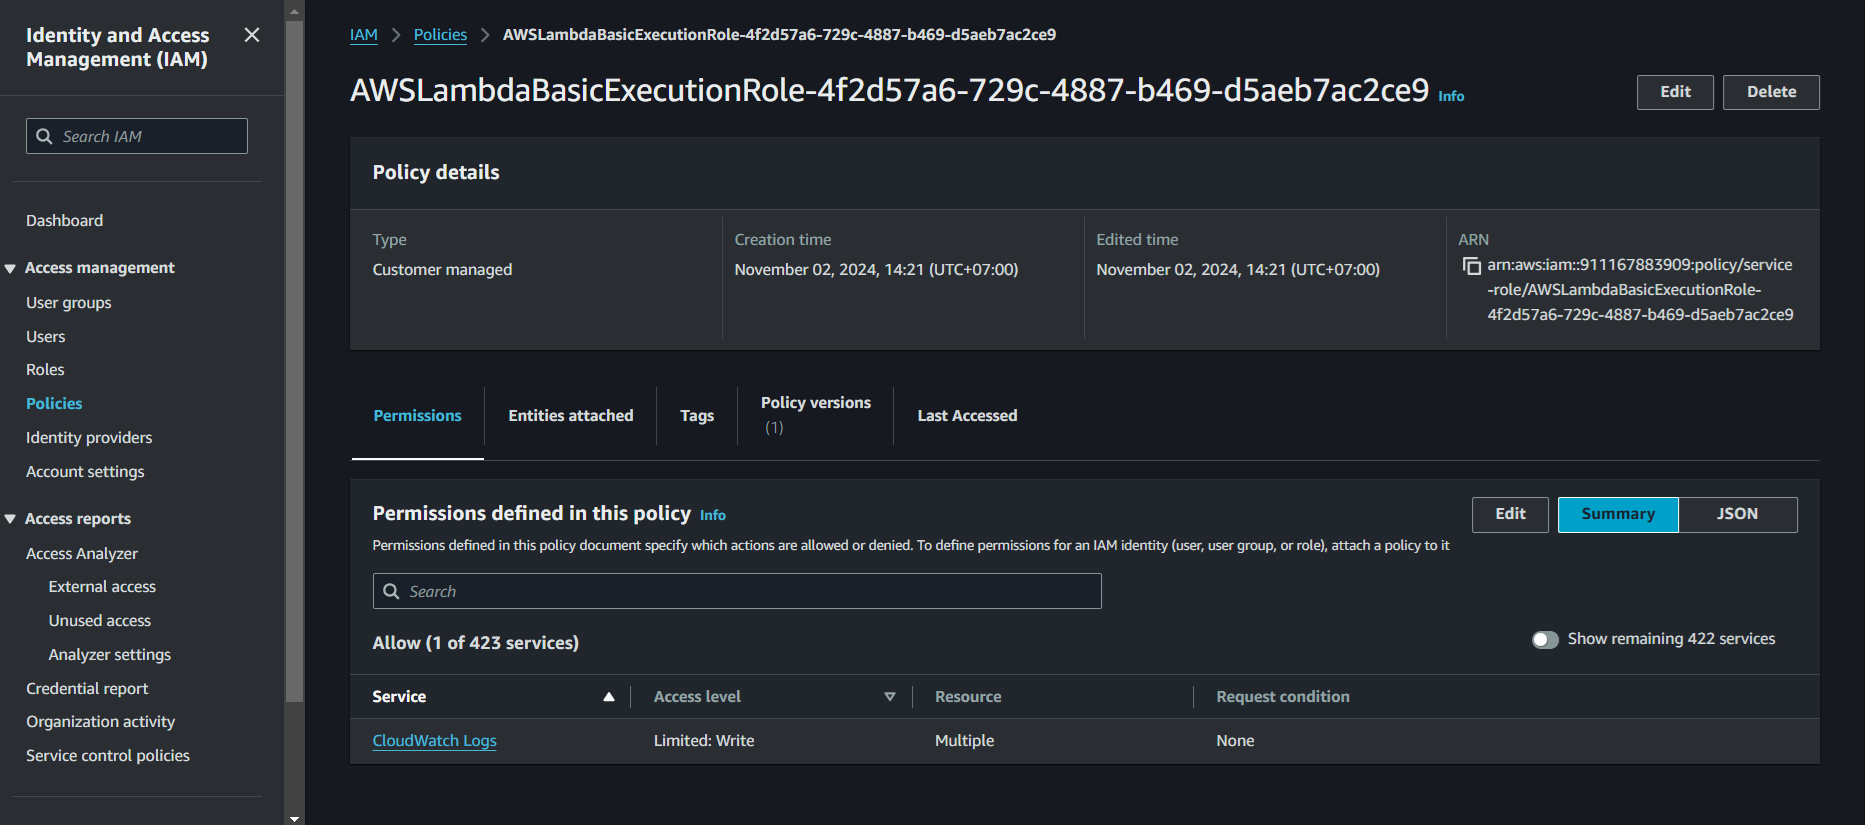 Identity and Access
Management (IAM)
Search IAM
Dashboard
Access management
User groups
Users
Roles
Policies
Identity providers
Account settings
Access reports
Access Analyzer
External access
Unused access
Analyzer settings
Credential report
Organization activity
Service control policies
IAM > Policies > AWSLambdaBasicExecutionRole-4f2d57a6-729c-4887-b469-d5aeb7ac2ce9
AWSLambdaBasicExecutionRole-4f2d57a6-729c-4887-b469-d5aeb7ac2ce9 Info
Edit Delete
Policy details
Type
Customer managed
Creation time
November 02, 2024, 14:21 (UTC+07:00)
Edited time
November 02, 2024, 14:21 (UTC+07:00)
ARN
arn:aws:iam::911167883909:policy/service
-role/AWSLambdaBasicExecutionRole-
4f2d57a6-729c-4887-b469-d5aeb7ac2ce9
Permissions
Entities attached
Tags
Policy versions
(1)
Last Accessed
Permissions defined in this policy Info
Edit Summary JSON
Permissions defined in this policy document specify which actions are allowed or denied. To define permissions for an IAM identity (user, user group, or role), attach a policy to it
Search
Allow (1 of 423 services)
Show remaining 422 services
Service Access level Resource Request condition
CloudWatch Logs Limited: Write Multiple None